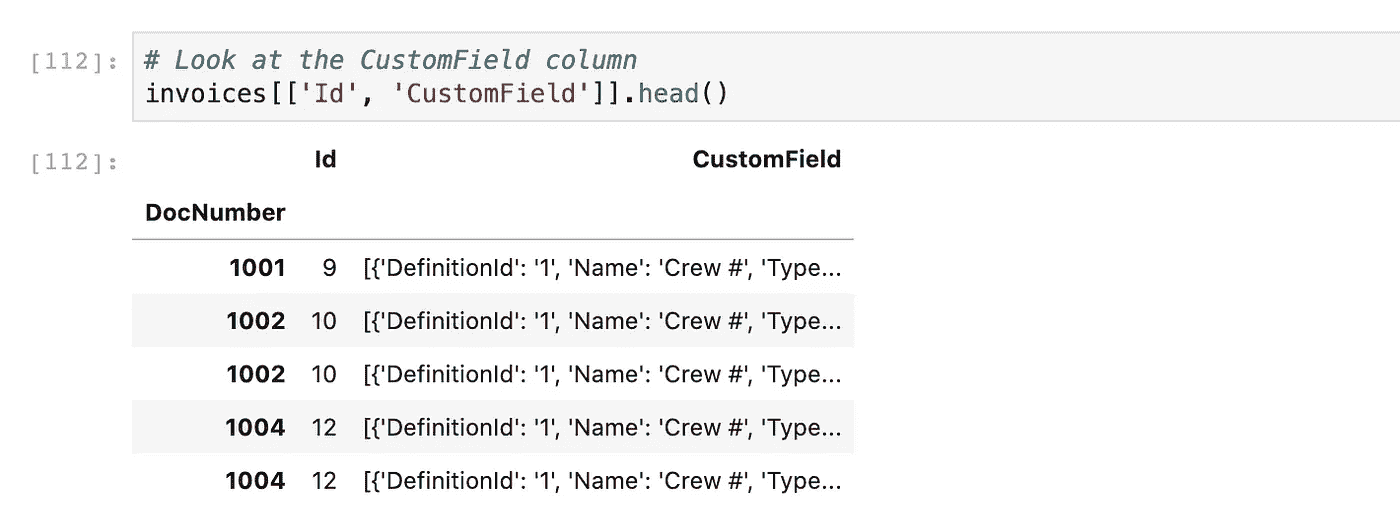 [112]: # Look at the CustomField column
invoices[['Id', 'CustomField']].head()
[112]: Id CustomField
DocNumber
1001 9 [{'DefinitionId': '1', 'Name': 'Crew #', 'Type...
1002 10 [{'DefinitionId': '1', 'Name': 'Crew #', 'Type...
1002 10 [{'DefinitionId': '1', 'Name': 'Crew #', 'Type...
1004 12 [{'DefinitionId': '1', 'Name': 'Crew #', 'Type...
1004 12 [{'DefinitionId': '1', 'Name': 'Crew #', 'Type...